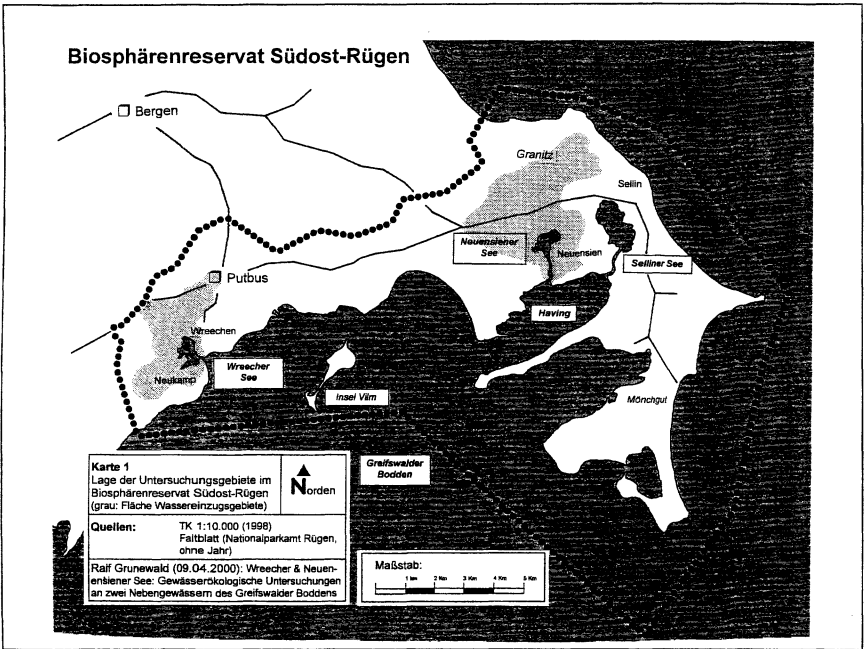 Biosphärenreservat Südost-Rügen
Bergen
Granitz
Sellin
Neuensiener
See
Neuensien
Selliner See
Putbus
Having
Wreechen
Wreecher
See
Neukamp
Insel Vilm
Mönchgut
Greifswalder
Bodden
Karte 1
Lage der Untersuchungsgebiete im
Biosphärenreservat Südost-Rügen
(grau: Fläche Wassereinzugsgebiete)
Norden
Quellen: TK 1:10.000 (1998)
Faltblatt (Nationalparkamt Rügen,
ohne Jahr)
Ralf Grunewald (09.04.2000): Wreecher & Neuen-
ensiener See: Gewässerökologische Untersuchungen
an zwei Nebengewässern des Greifswalder Boddens
Maßstab:
1 km 2 Km 3 Km 4 Km 5 Km